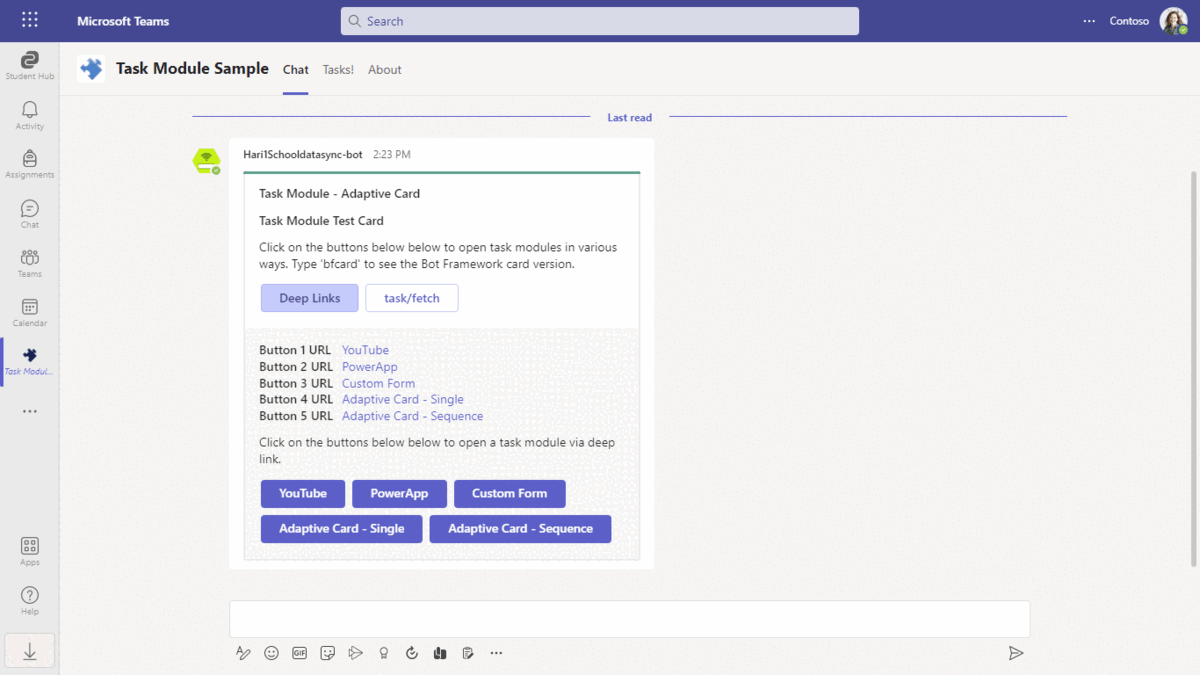 Microsoft Teams
Search
Contoso
Student Hub
Activity
Assignments
Chat
Teams
Calendar
Task Modul...
Apps
Help
Task Module Sample
Chat
Tasks!
About
Last read
Hari1Schooldatasync-bot 2:23 PM
Task Module - Adaptive Card
Task Module Test Card
Click on the buttons below below to open task modules in various
ways. Type 'bfcard' to see the Bot Framework card version.
Deep Links
task/fetch
Button 1 URL YouTube
Button 2 URL PowerApp
Button 3 URL Custom Form
Button 4 URL Adaptive Card - Single
Button 5 URL Adaptive Card - Sequence
Click on the buttons below below to open a task module via deep
link.
YouTube
PowerApp
Custom Form
Adaptive Card - Single
Adaptive Card - Sequence
GIF